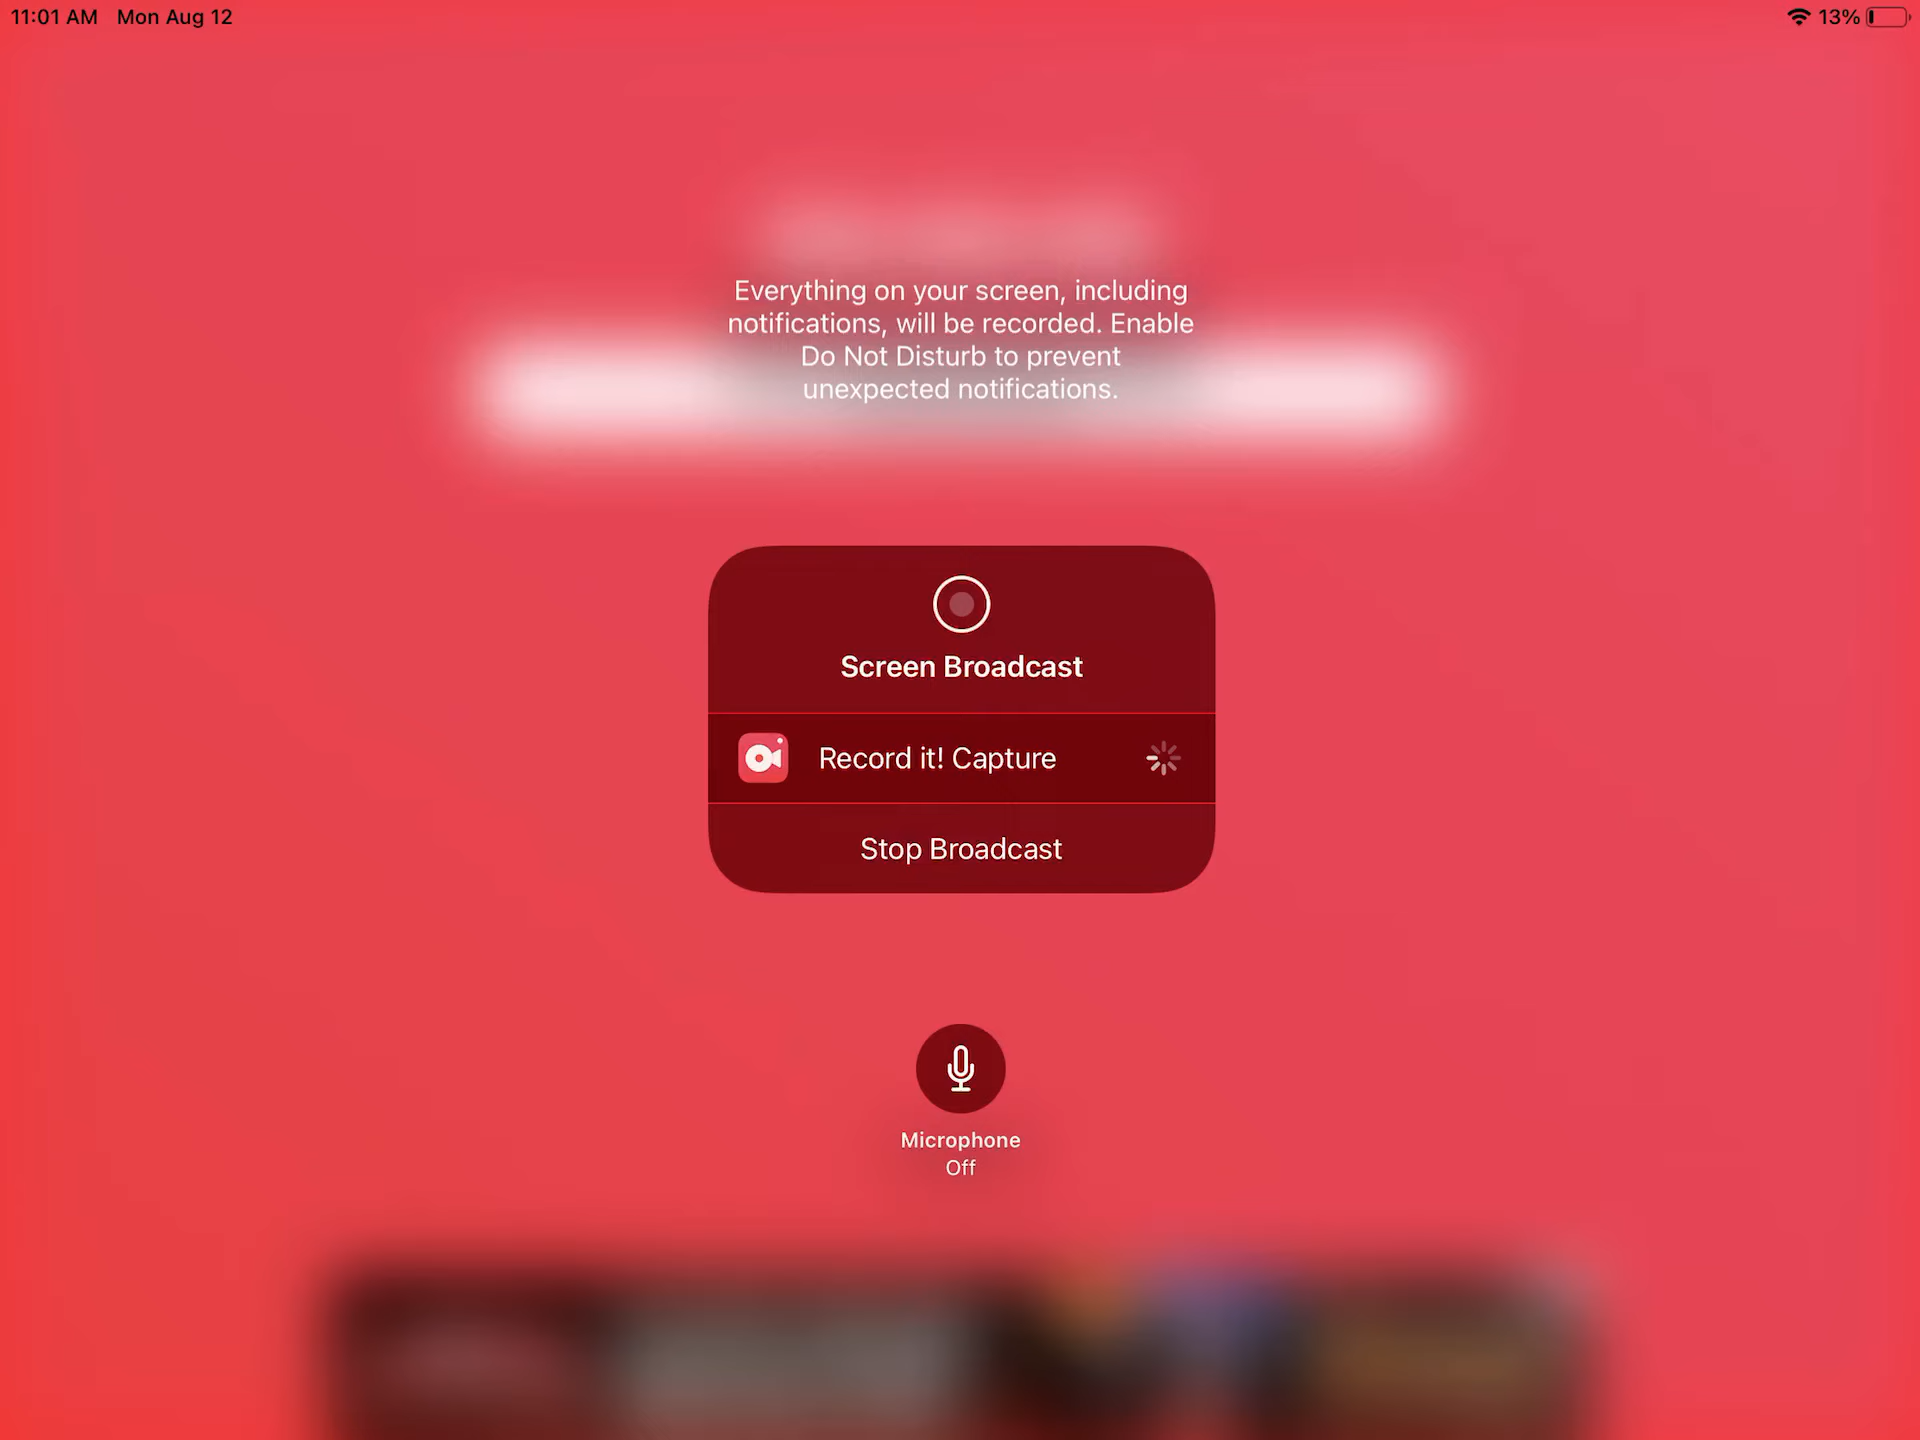 11:01 AM Mon Aug 12
13%
Everything on your screen, including
notifications, will be recorded. Enable
Do Not Disturb to prevent
unexpected notifications.
Screen Broadcast
Record it! Capture
Stop Broadcast
Microphone
Off